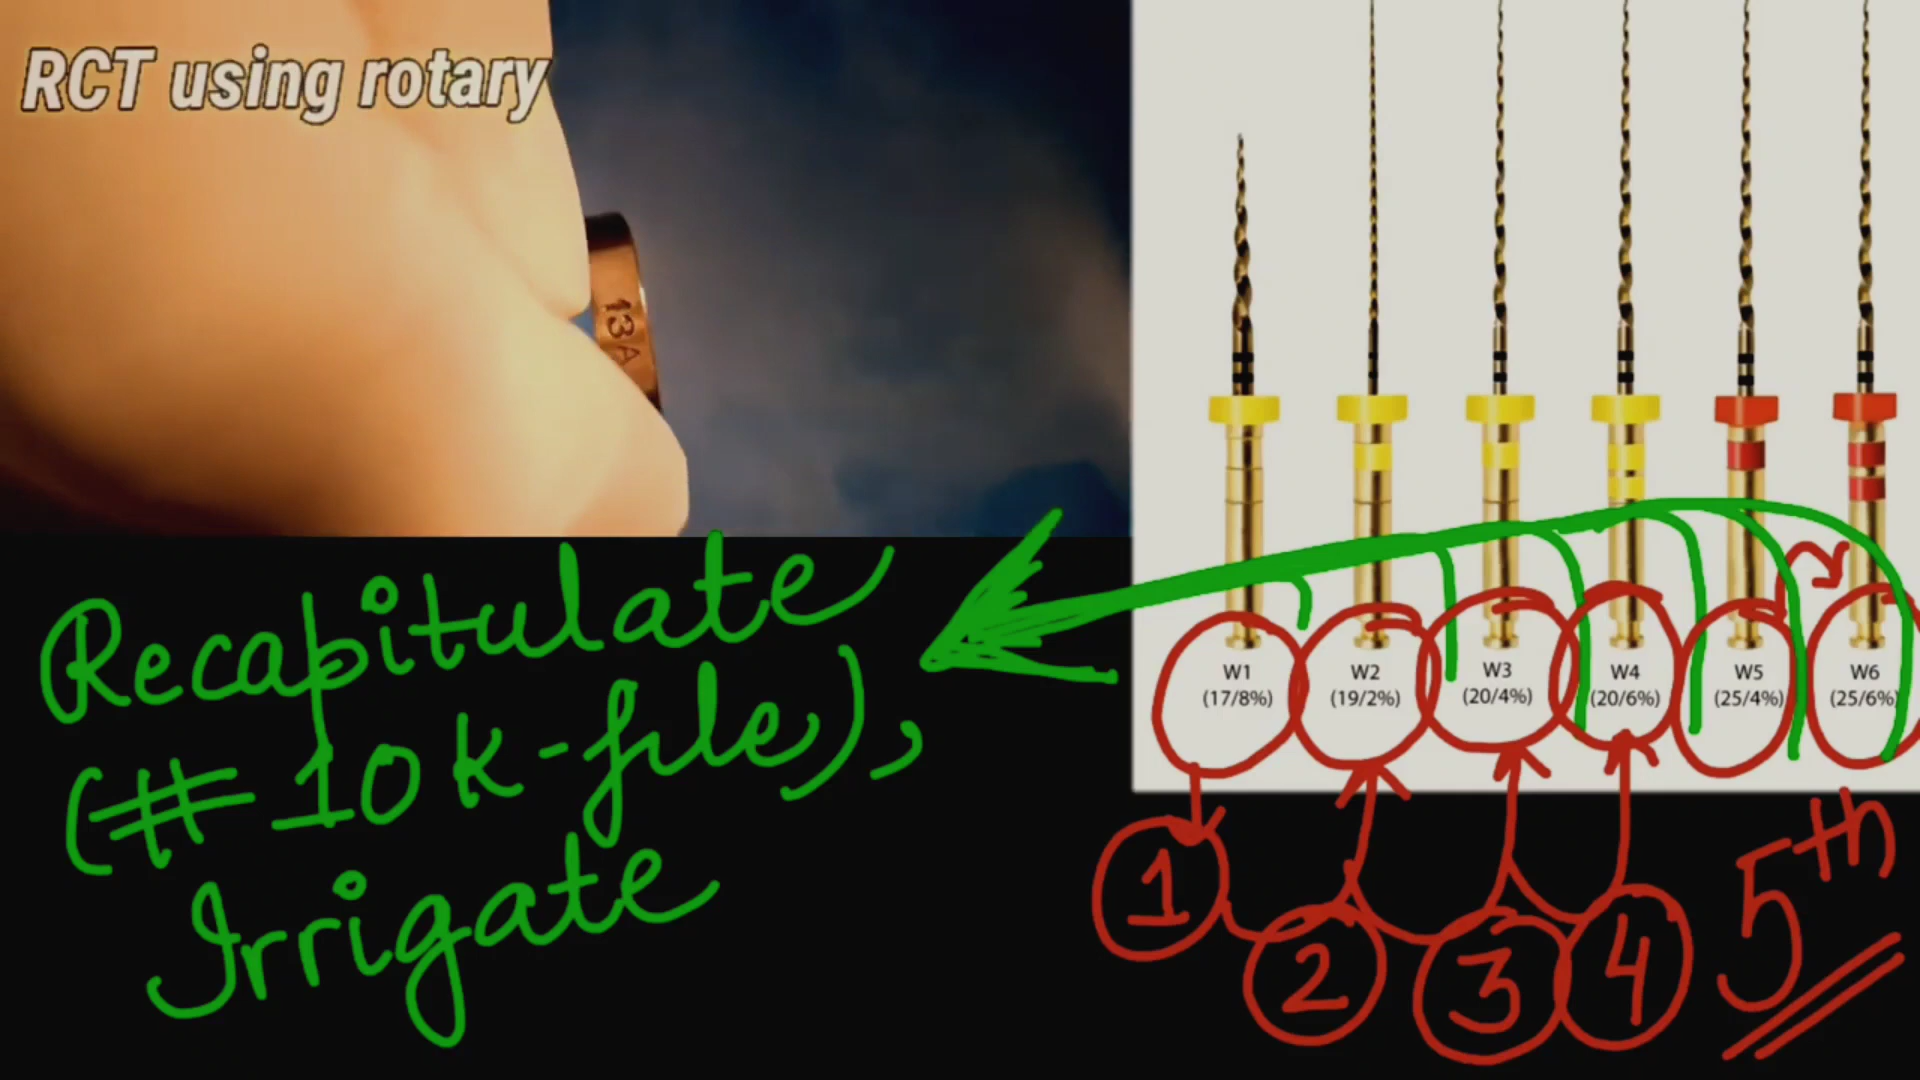 RCT using rotary
13A
W1
(17/8%)
W2
(19/2%)
W3
(20/4%)
W4
(20/6%)
W5
(25/4%)
W6
(25/6%)
Recapitulate
(# 10 k-file),
Irrigate
1
2
3
4
5th